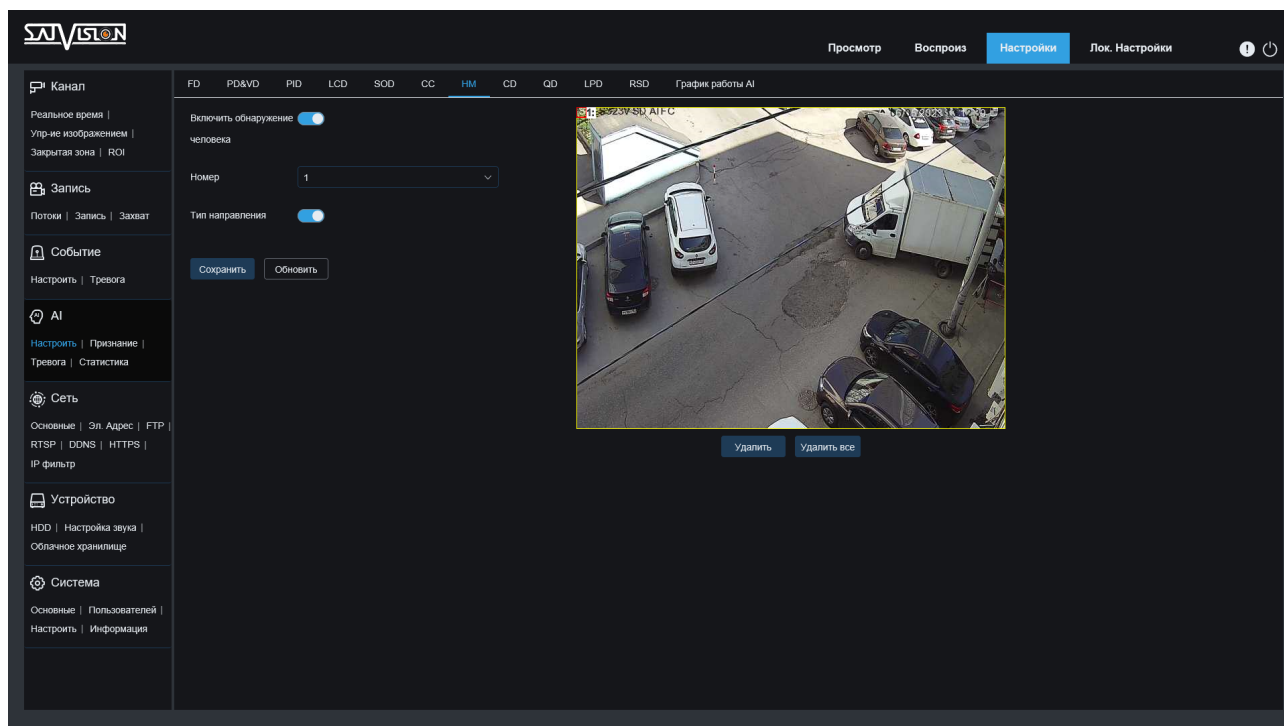 SATVISION
Просмотр Воспроиз Настройки Лок. Настройки
Канал
Реальное время |
Упр-ие изображением |
Закрытая зона | ROI
Запись
Потоки | Запись | Захват
Событие
Настроить | Тревога
AI
Настроить | Признание |
Тревога | Статистика
Сеть
Основные | Эл. Адрес | FTP |
RTSP | DDNS | HTTPS |
IP фильтр
Устройство
HDD | Настройка звука |
Облачное хранилище
Система
Основные | Пользователей |
Настроить | Информация
FD PD&VD PID LCD SOD CC HM CD QD LPD RSD График работы AI
Включить обнаружение
человека
Номер 1
Тип направления
Сохранить Обновить
Удалить Удалить все